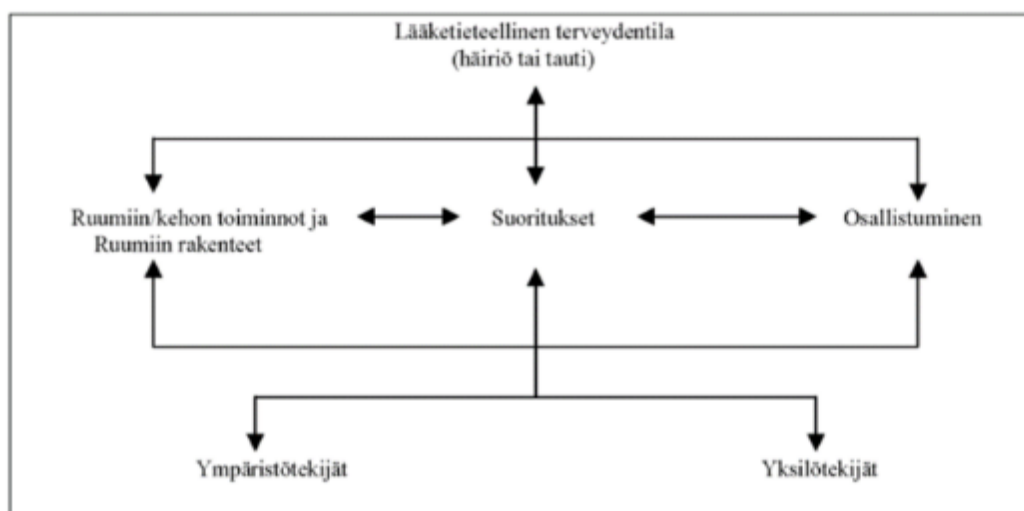 Lääketieteellinen terveydentila
(häiriö tai tauti)
Ruumiin/kehon toiminnot ja
Ruumiin rakenteet
Suoritukset
Osallistuminen
Ympäristötekijät
Yksilötekijät